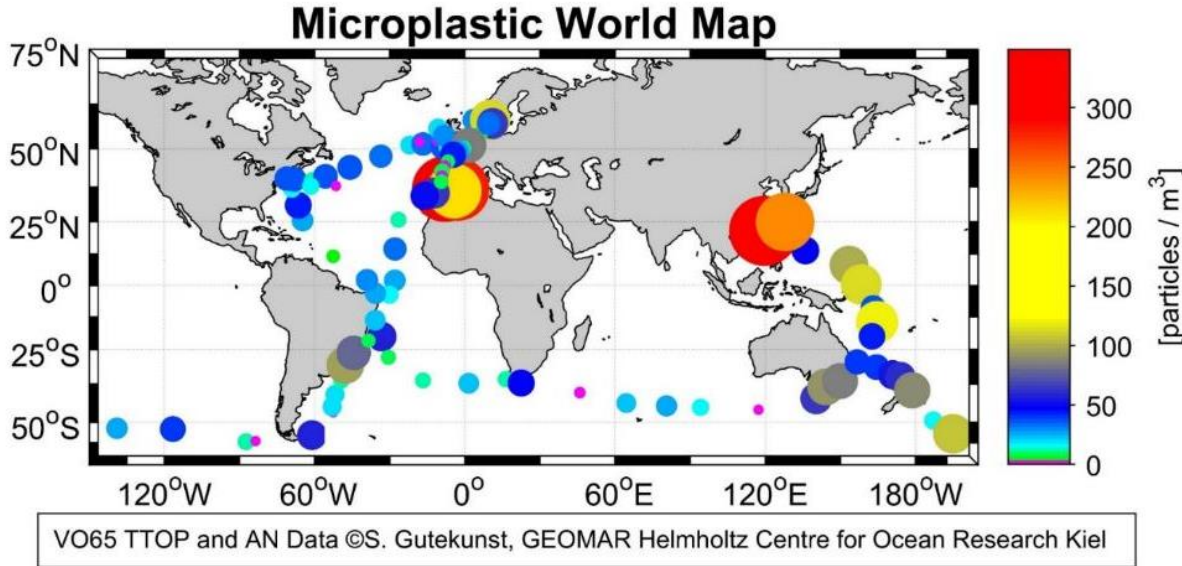 Microplastic World Map
75°N
50°N
25°N
0°
25°S
50°S
120°W
60°W
0°
60°E
120°E
180°W
300
250
200
150
100
50
0
[particles / m³]
VO65 TTOP and AN Data ©S. Gutekunst, GEOMAR Helmholtz Centre for Ocean Research Kiel